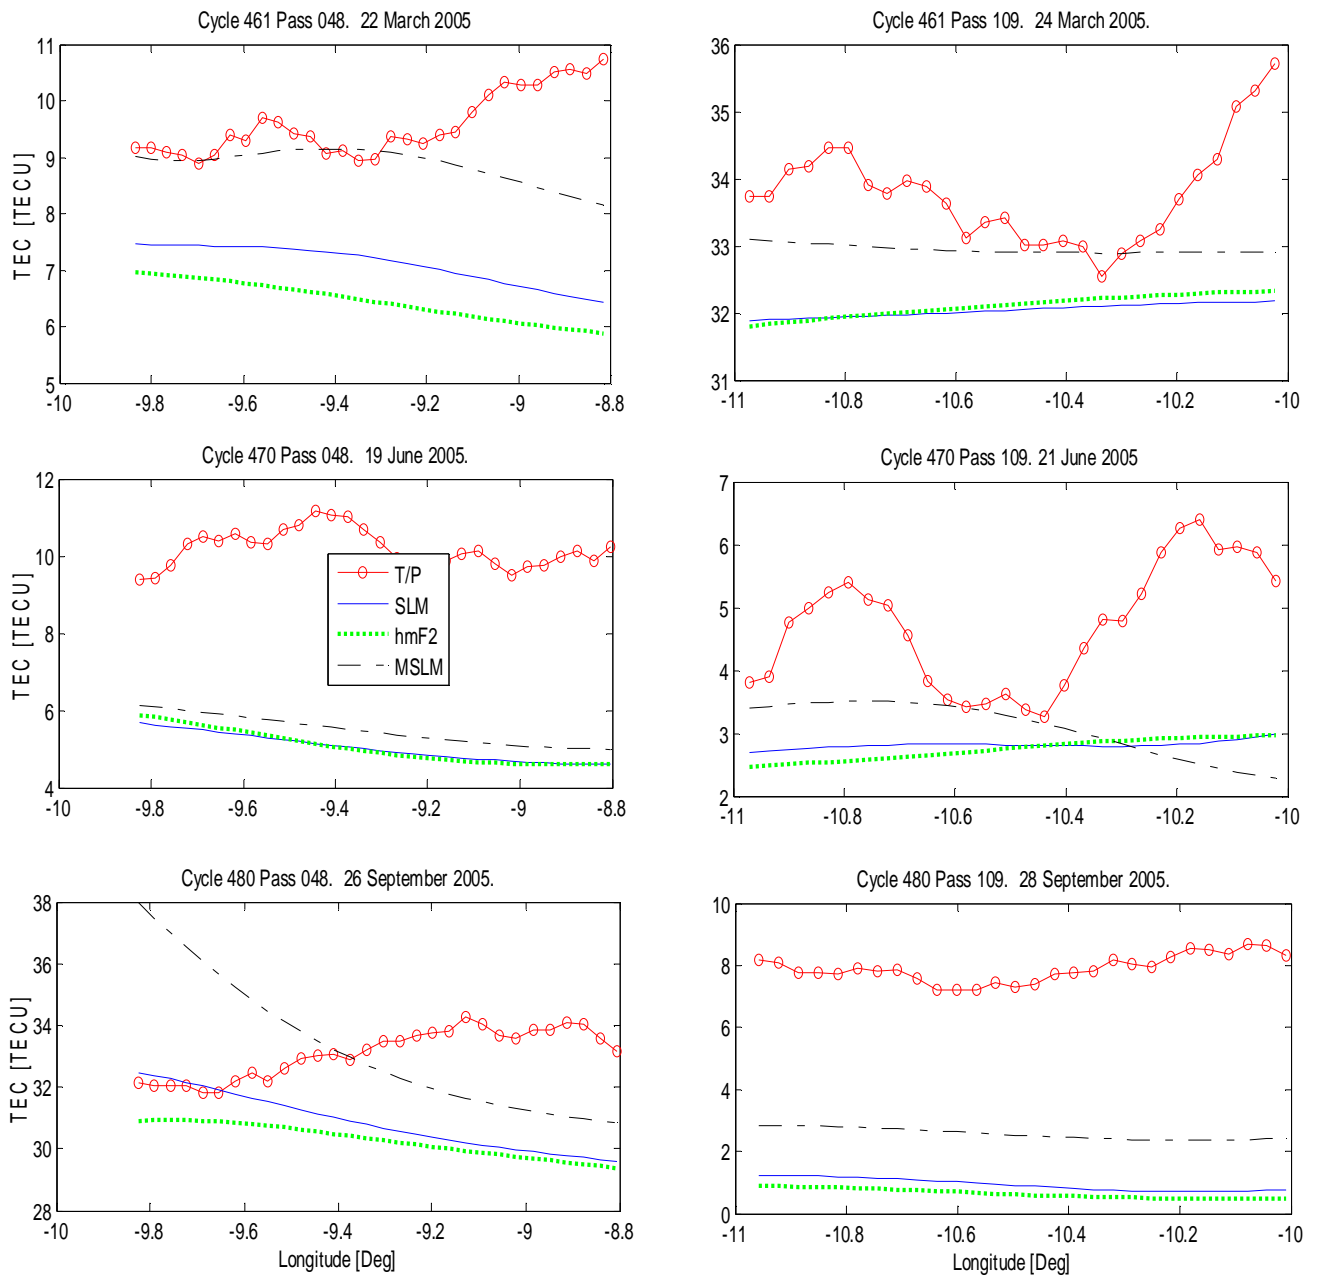 Cycle 461 Pass 048.  22 March 2005
11
10
9
8
7
6
5
TEC [TECU]
-10 -9.8 -9.6 -9.4 -9.2 -9 -8.8
Cycle 461 Pass 109.  24 March 2005.
36
35
34
33
32
31
-11 -10.8 -10.6 -10.4 -10.2 -10
Cycle 470 Pass 048.  19 June 2005.
12
10
8
6
4
TEC [TECU]
T/P
SLM
hmF2
MSLM
-10 -9.8 -9.6 -9.4 -9.2 -9 -8.8
Cycle 470 Pass 109. 21 June 2005
7
6
5
4
3
2
-11 -10.8 -10.6 -10.4 -10.2 -10
Cycle 480 Pass 048.  26 September 2005.
38
36
34
32
30
28
TEC [TECU]
-10 -9.8 -9.6 -9.4 -9.2 -9 -8.8
Longitude [Deg]
Cycle 480 Pass 109.  28 September 2005.
10
8
6
4
2
0
-11 -10.8 -10.6 -10.4 -10.2 -10
Longitude [Deg]